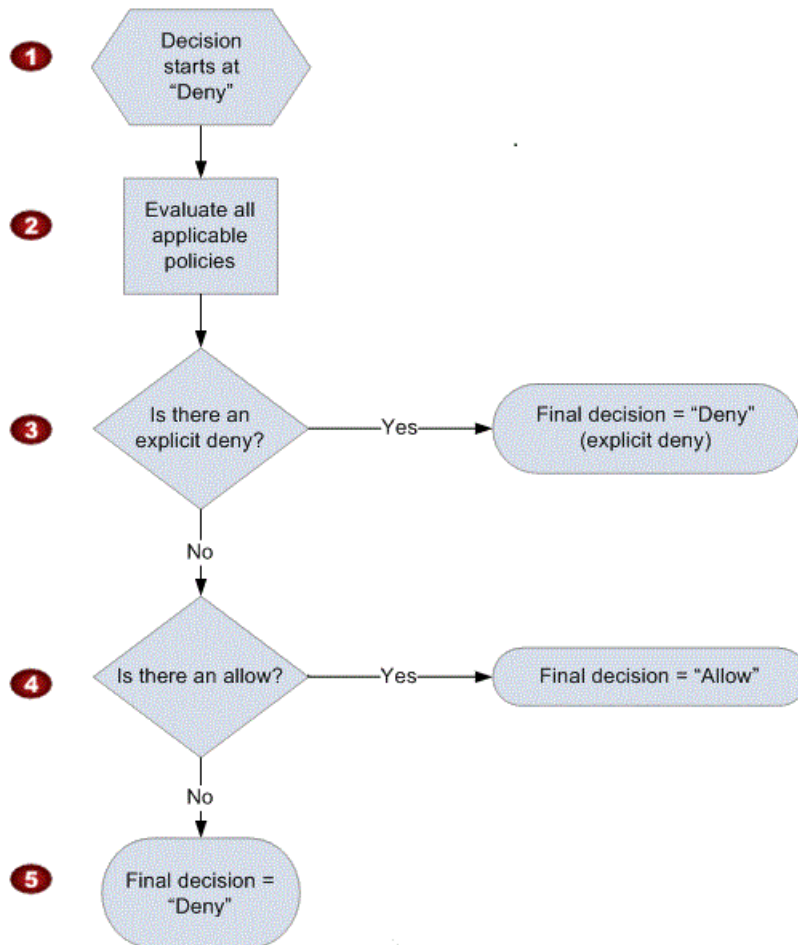 1
Decision
starts at
“Deny”
2
Evaluate all
applicable
policies
3
Is there an
explicit deny?
Yes
Final decision = “Deny”
(explicit deny)
No
4
Is there an allow?
Yes
Final decision = “Allow”
No
5
Final decision =
“Deny”